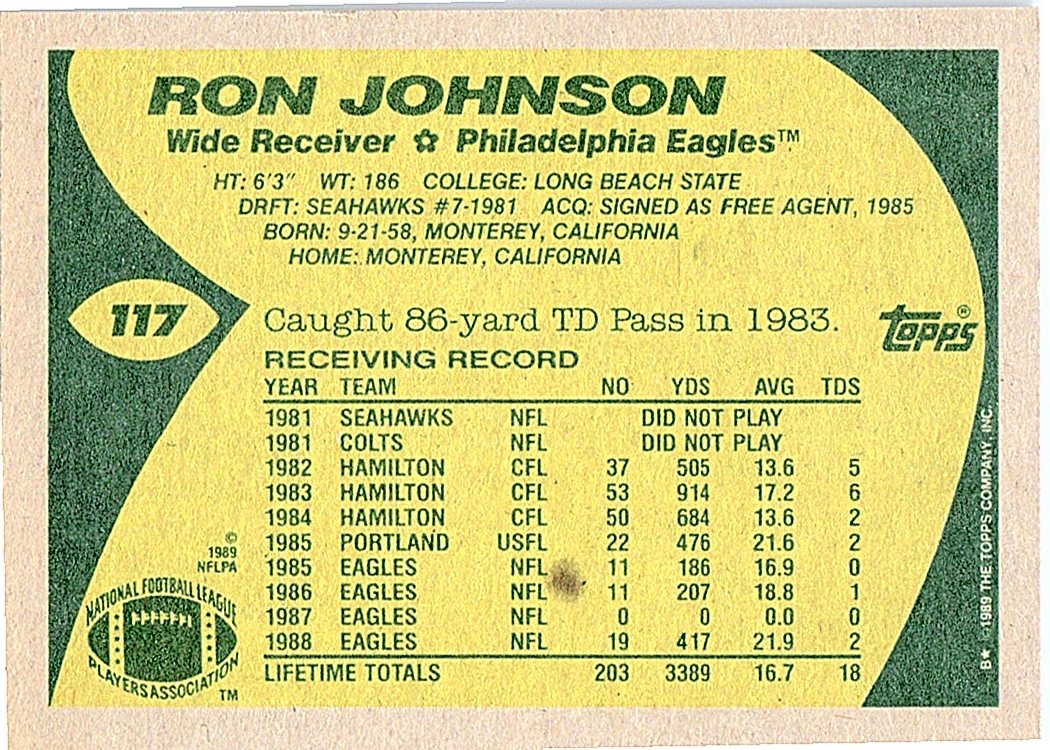 RON JOHNSON
Wide Receiver ✩ Philadelphia Eagles™
HT: 6'3" WT: 186 COLLEGE: LONG BEACH STATE
DRFT: SEAHAWKS #7-1981 ACQ: SIGNED AS FREE AGENT, 1985
BORN: 9-21-58, MONTEREY, CALIFORNIA
HOME: MONTEREY, CALIFORNIA
117
Caught 86-yard TD Pass in 1983.
topps®
RECEIVING RECORD
YEAR TEAM NO YDS AVG TDS
1981 SEAHAWKS NFL DID NOT PLAY
1981 COLTS NFL DID NOT PLAY
1982 HAMILTON CFL 37 505 13.6 5
1983 HAMILTON CFL 53 914 17.2 6
1984 HAMILTON CFL 50 684 13.6 2
1985 PORTLAND USFL 22 476 21.6 2
1985 EAGLES NFL 11 186 16.9 0
1986 EAGLES NFL 11 207 18.8 1
1987 EAGLES NFL 0 0 0.0 0
1988 EAGLES NFL 19 417 21.9 2
LIFETIME TOTALS 203 3389 16.7 18
©
1989
NFLPA
NATIONAL FOOTBALL LEAGUE
PLAYERS ASSOCIATION
TM
B★ ©1989 THE TOPPS COMPANY, INC.